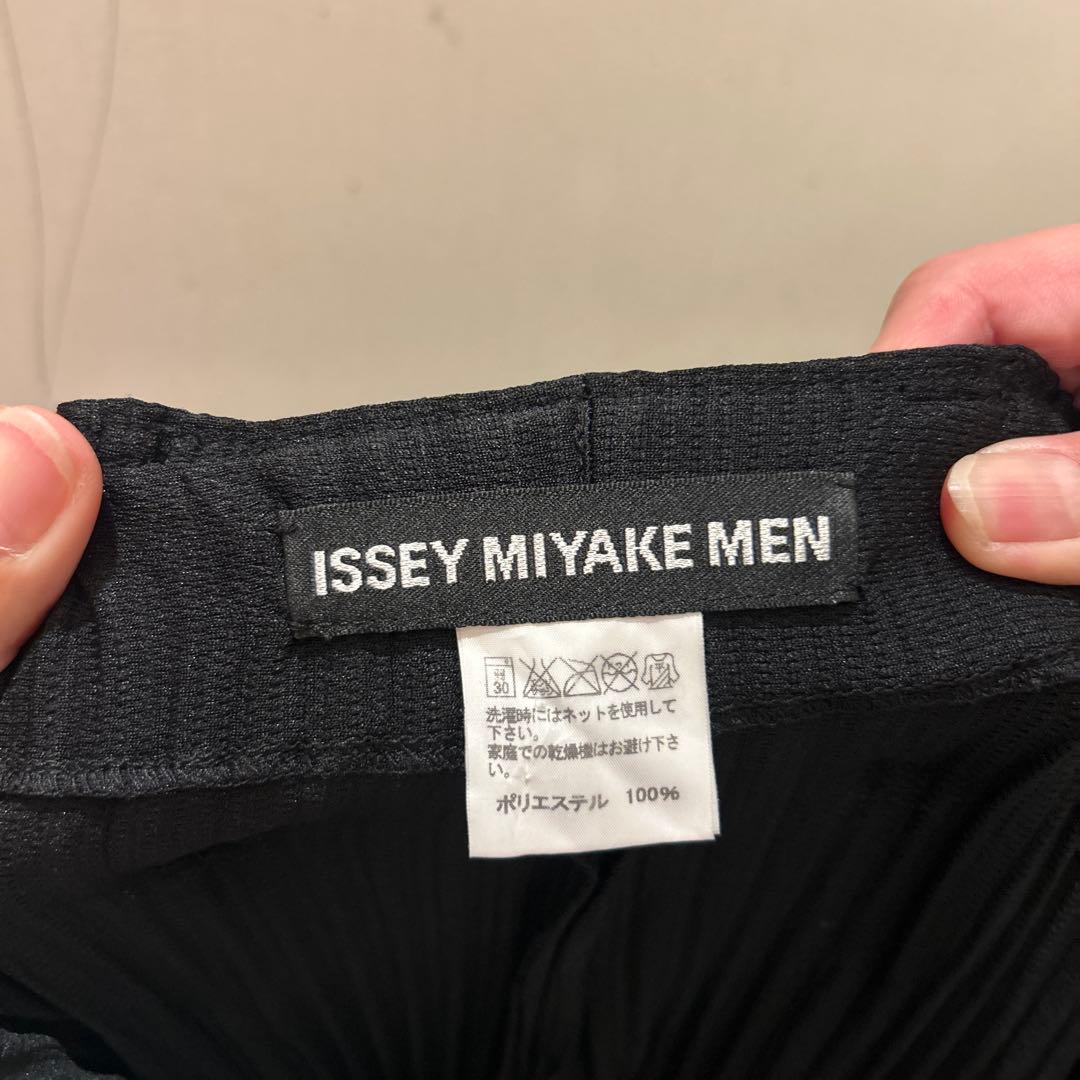 ISSEY MIYAKE MEN
30
洗濯時にはネットを使用して
下さい。
家庭での乾燥機はお避け下さ
い。
ポリエステル 100%